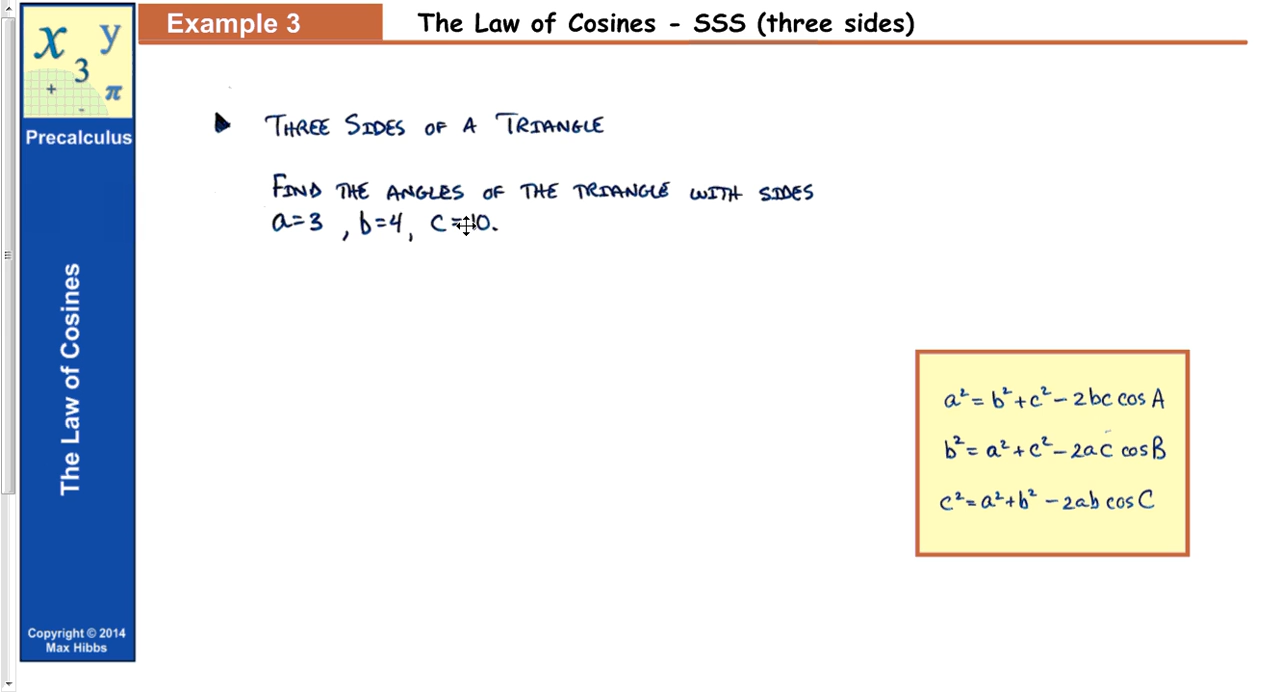 x y
3
+ π
-
Precalculus
The Law of Cosines
Copyright © 2014
Max Hibbs
Example 3 The Law of Cosines - SSS (three sides)
THREE SIDES OF A TRIANGLE
FIND THE ANGLES OF THE TRIANGLE WITH SIDES
a=3 , b=4, c=10.
a² = b² + c² - 2bc cos A
b² = a² + c² - 2ac cos B
c² = a² + b² - 2ab cos C